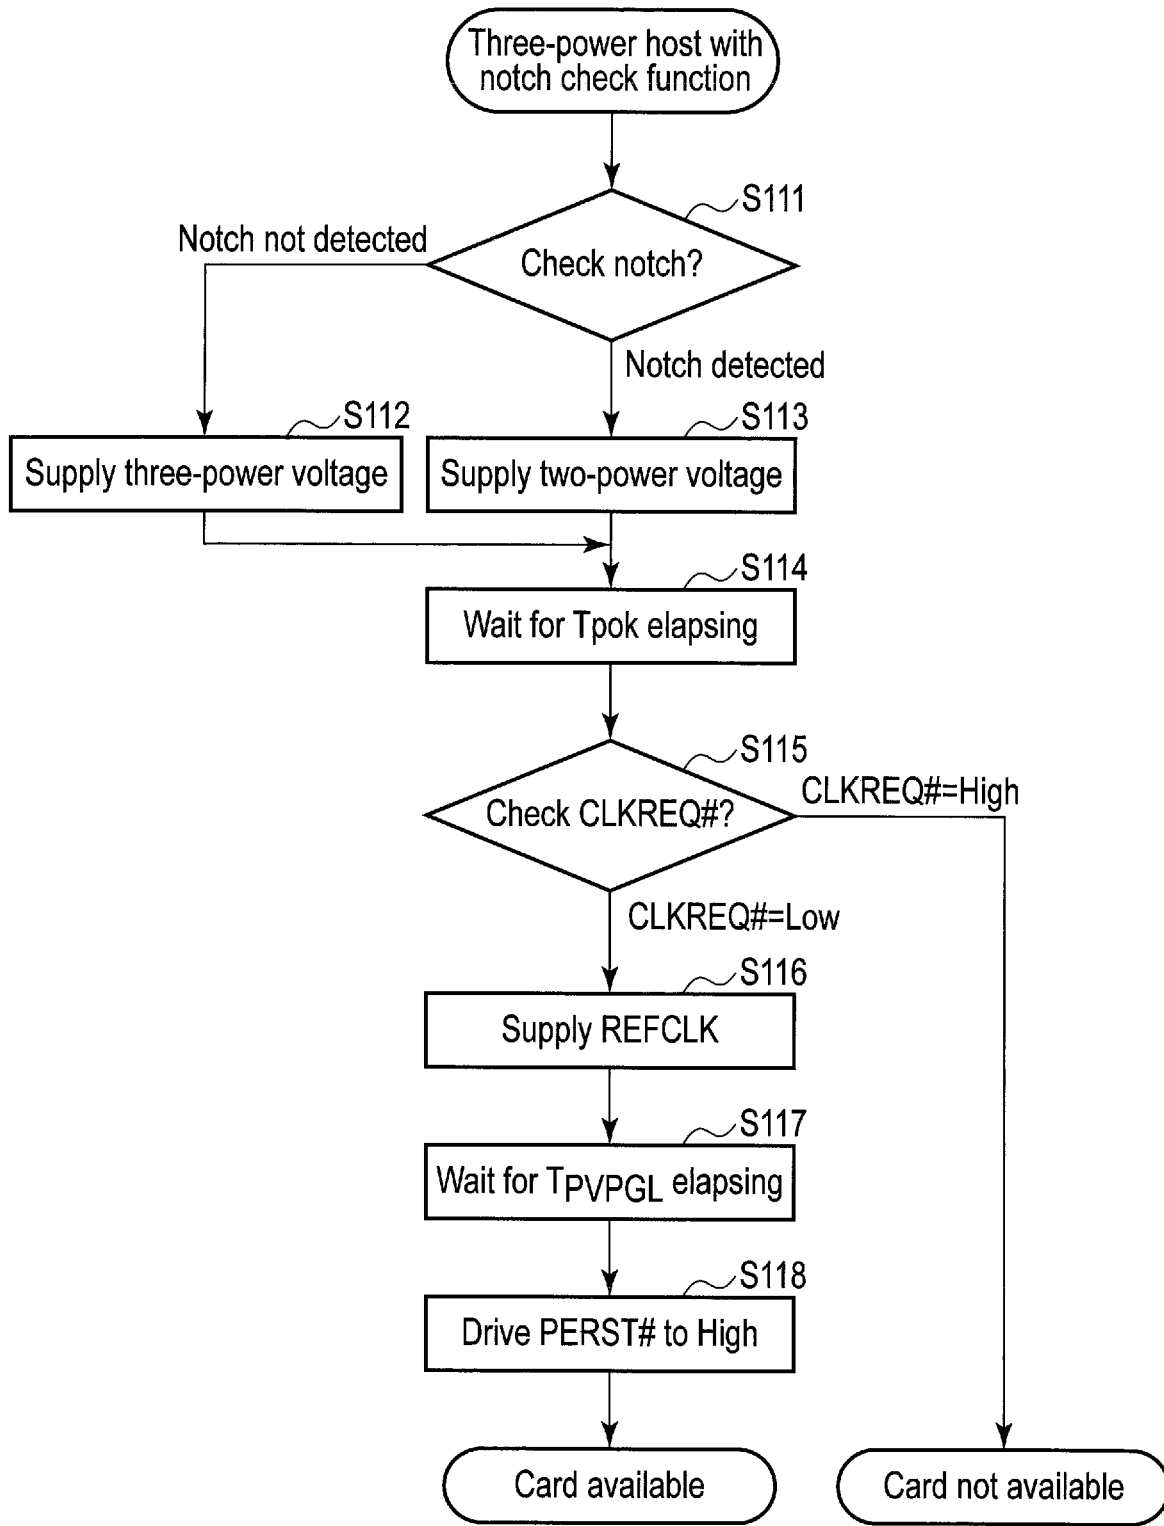 Three-power host with
notch check function
S111
Notch not detected
Check notch?
Notch detected
S112
S113
Supply three-power voltage
Supply two-power voltage
S114
Wait for Tpok elapsing
S115
CLKREQ#=High
Check CLKREQ#?
CLKREQ#=Low
S116
Supply REFCLK
S117
Wait for TPVPGL elapsing
S118
Drive PERST# to High
Card available
Card not available